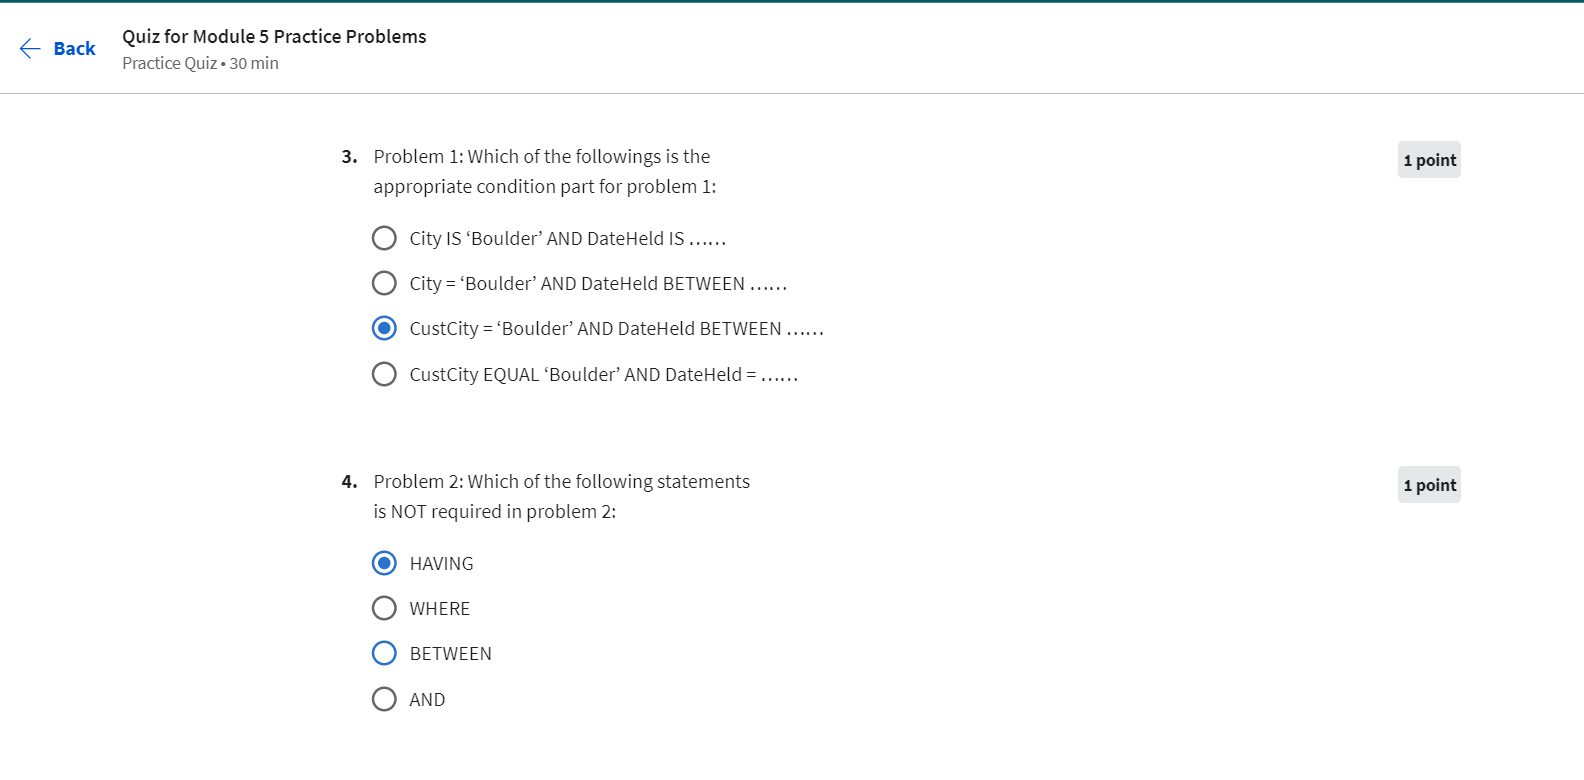 Back
Quiz for Module 5 Practice Problems
Practice Quiz • 30 min
3. Problem 1: Which of the followings is the
appropriate condition part for problem 1:
1 point
City IS ‘Boulder’ AND DateHeld IS ……
City = ‘Boulder’ AND DateHeld BETWEEN ……
CustCity = ‘Boulder’ AND DateHeld BETWEEN ……
CustCity EQUAL ‘Boulder’ AND DateHeld = ……
4. Problem 2: Which of the following statements
is NOT required in problem 2:
1 point
HAVING
WHERE
BETWEEN
AND